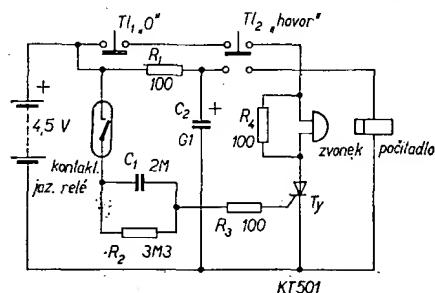 Tl₁ „0"
Tl₂ „hovor"
R₁
100
+
4,5 V
kontakt.
jaz. relé
C₂
G1
+
R₄
100
zvonek
počitadlo
C₁ 2M
R₂ 3M3
R₃ 100
Ty
KT501